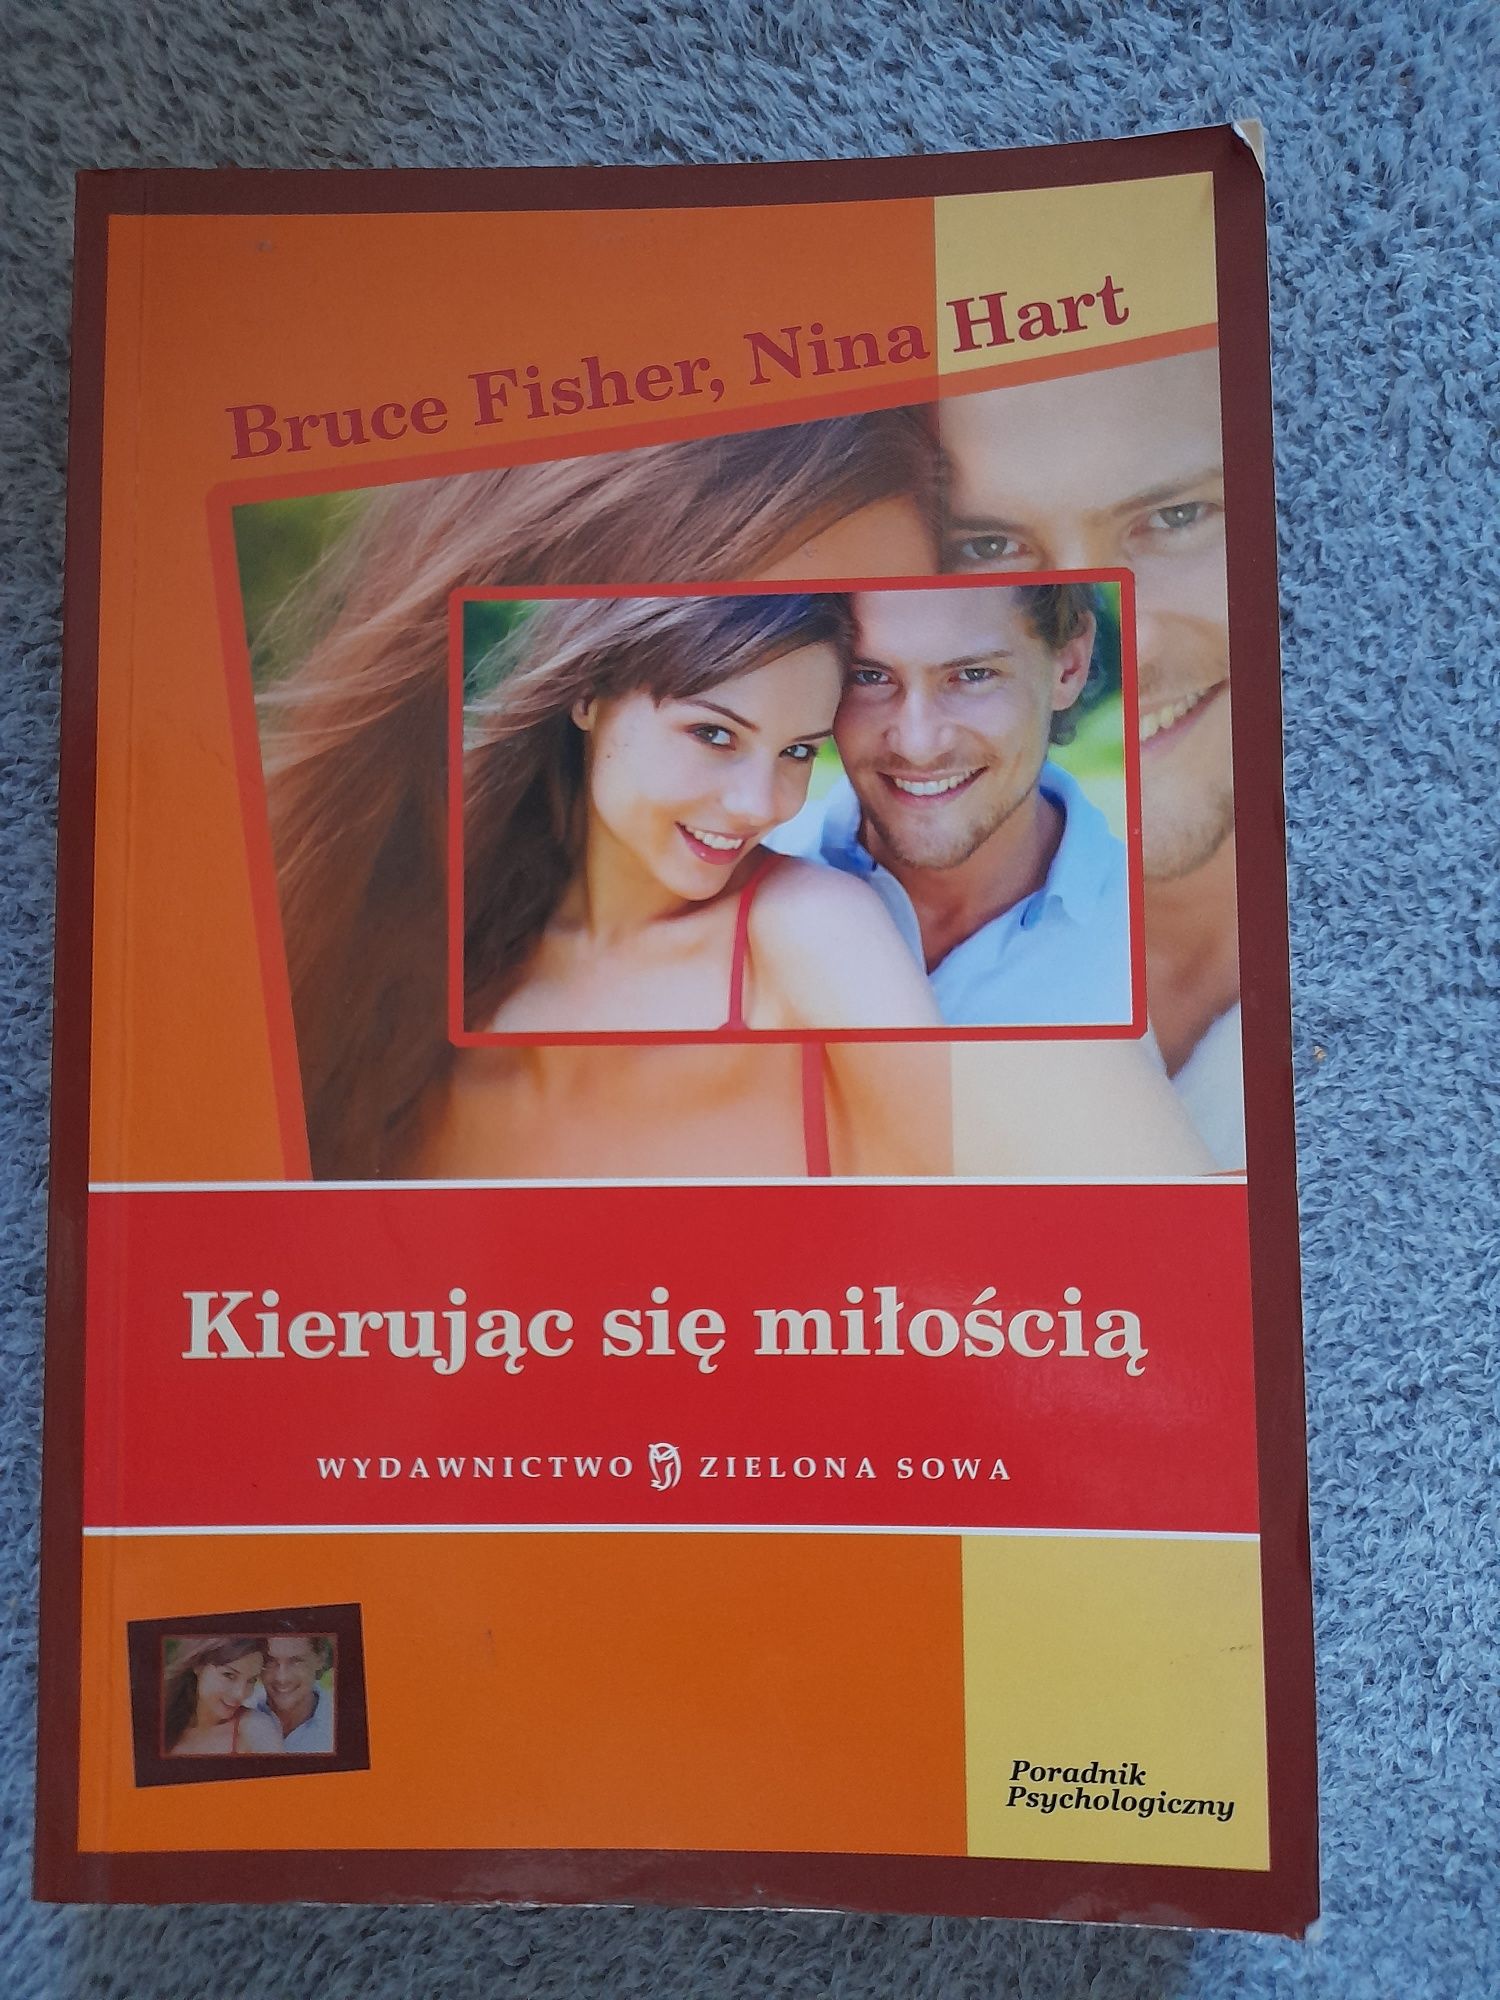 Bruce Fisher, Nina Hart
Kierując się miłością
WYDAWNICTWO ZIELONA SOWA
Poradnik
Psychologiczny